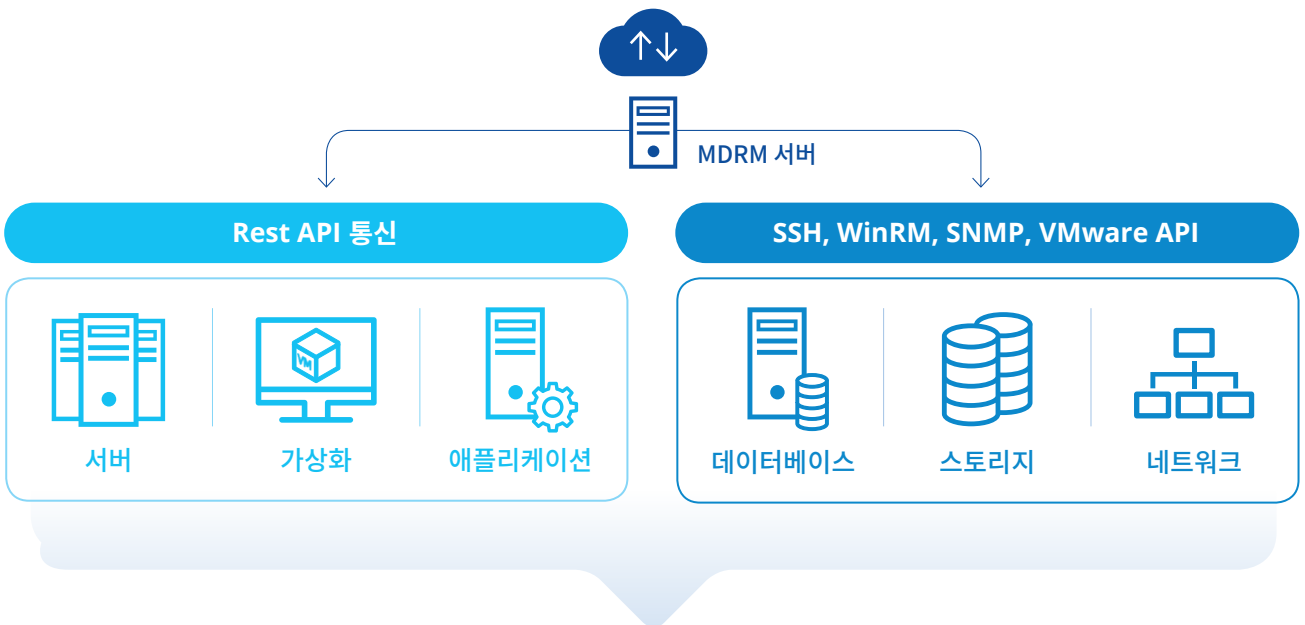 MDRM 서버
Rest API 통신
SSH, WinRM, SNMP, VMware API
VM
서버
가상화
애플리케이션
데이터베이스
스토리지
네트워크